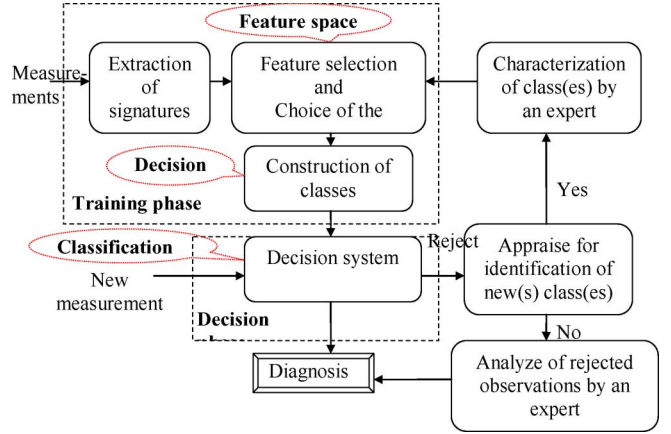 Feature space
Measure-
ments
Extraction
of
signatures
Feature selection
and
Choice of the
Characterization
of class(es) by
an expert
Decision
Construction of
classes
Training phase
Yes
Classification
Decision system
Reject
Appraise for
identification of
new(s) class(es)
New
measurement
Decision
No
Diagnosis
Analyze of rejected
observations by an
expert